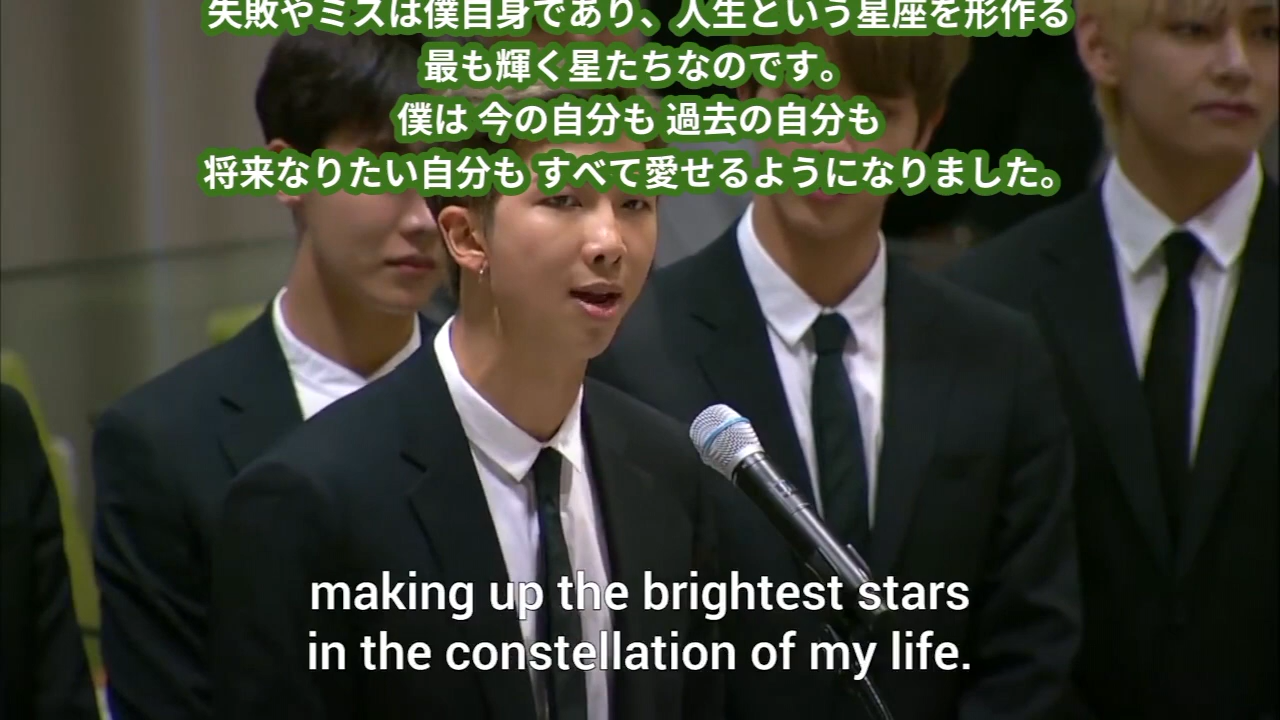 失敗やミスは僕自身であり、人生という星座を形作る
最も輝く星たちなのです。
僕は 今の自分も 過去の自分も
将来なりたい自分も すべて愛せるようになりました。
making up the brightest stars
in the constellation of my life.